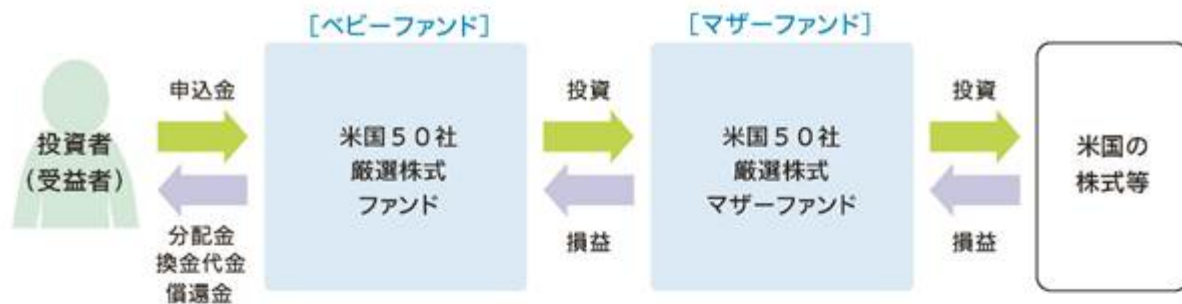 [ベビーファンド]
[マザーファンド]
申込金
投資
投資
投資者
(受益者)
米国５０社
厳選株式
ファンド
米国５０社
厳選株式
マザーファンド
米国の
株式等
分配金
換金代金
償還金
損益
損益